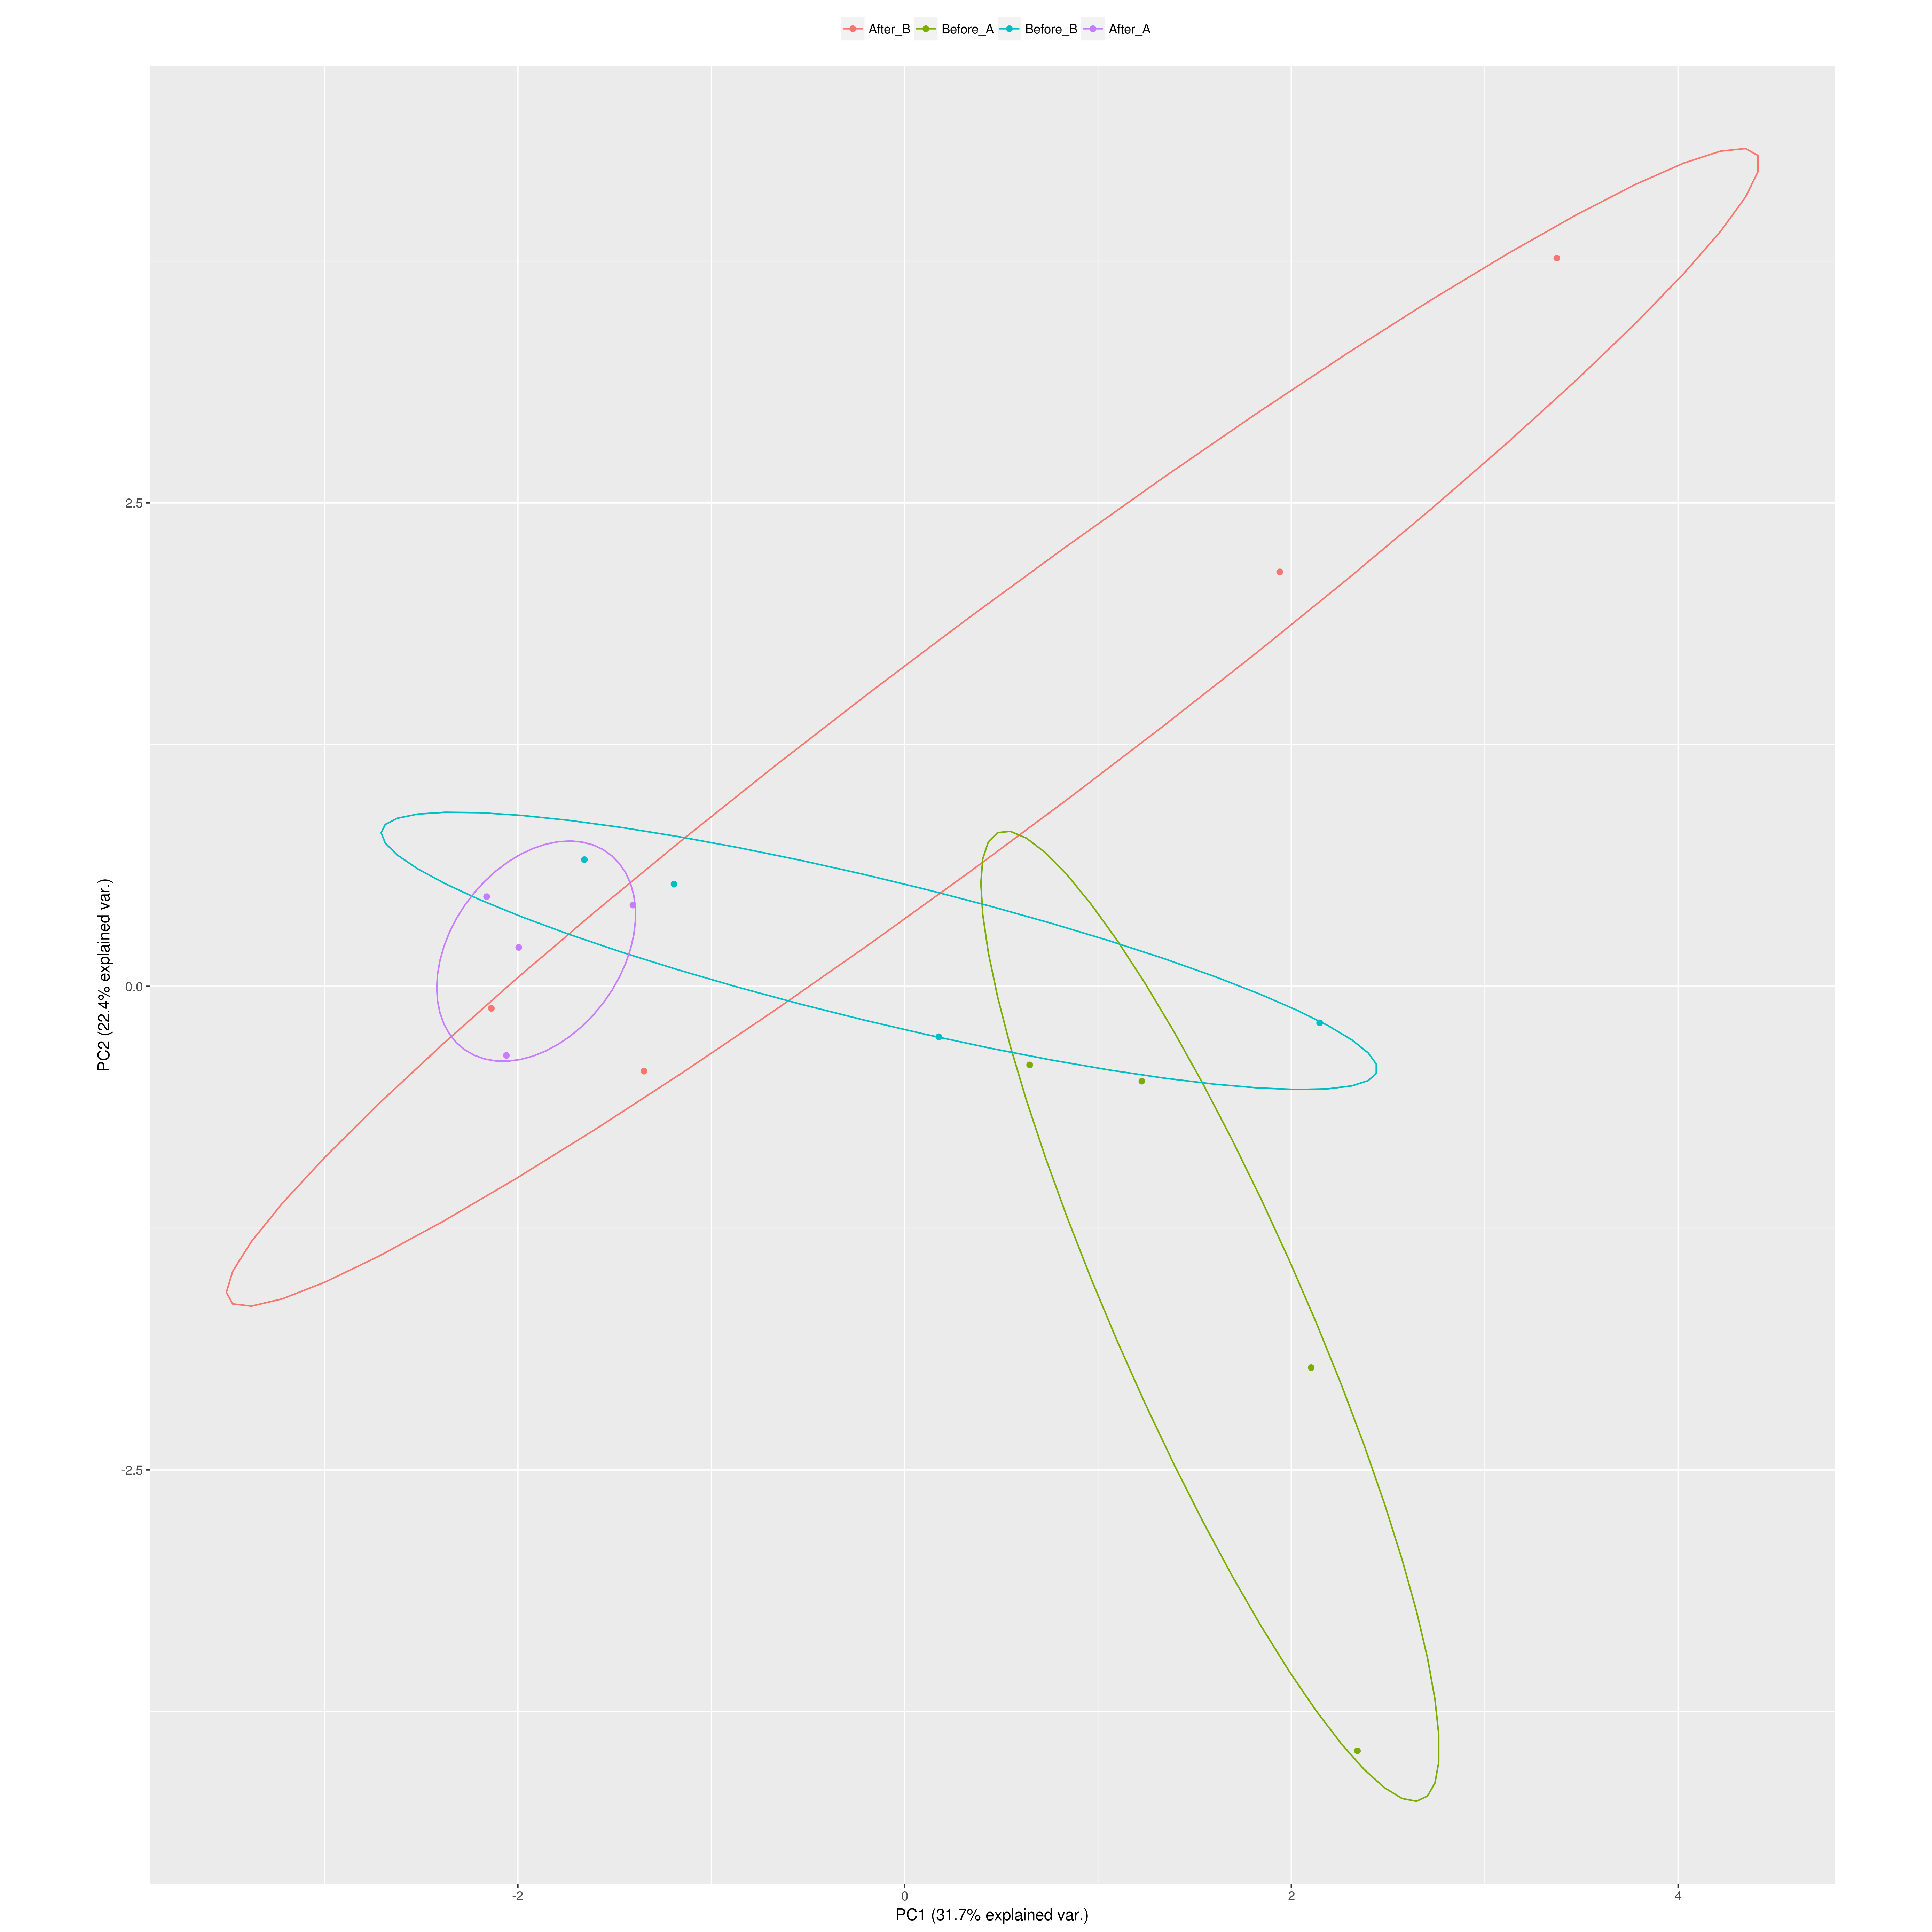 After_B Before_A Before_B After_A
2.5
0.0
-2.5
PC2 (22.4% explained var.)
-2 0 2 4
PC1 (31.7% explained var.)